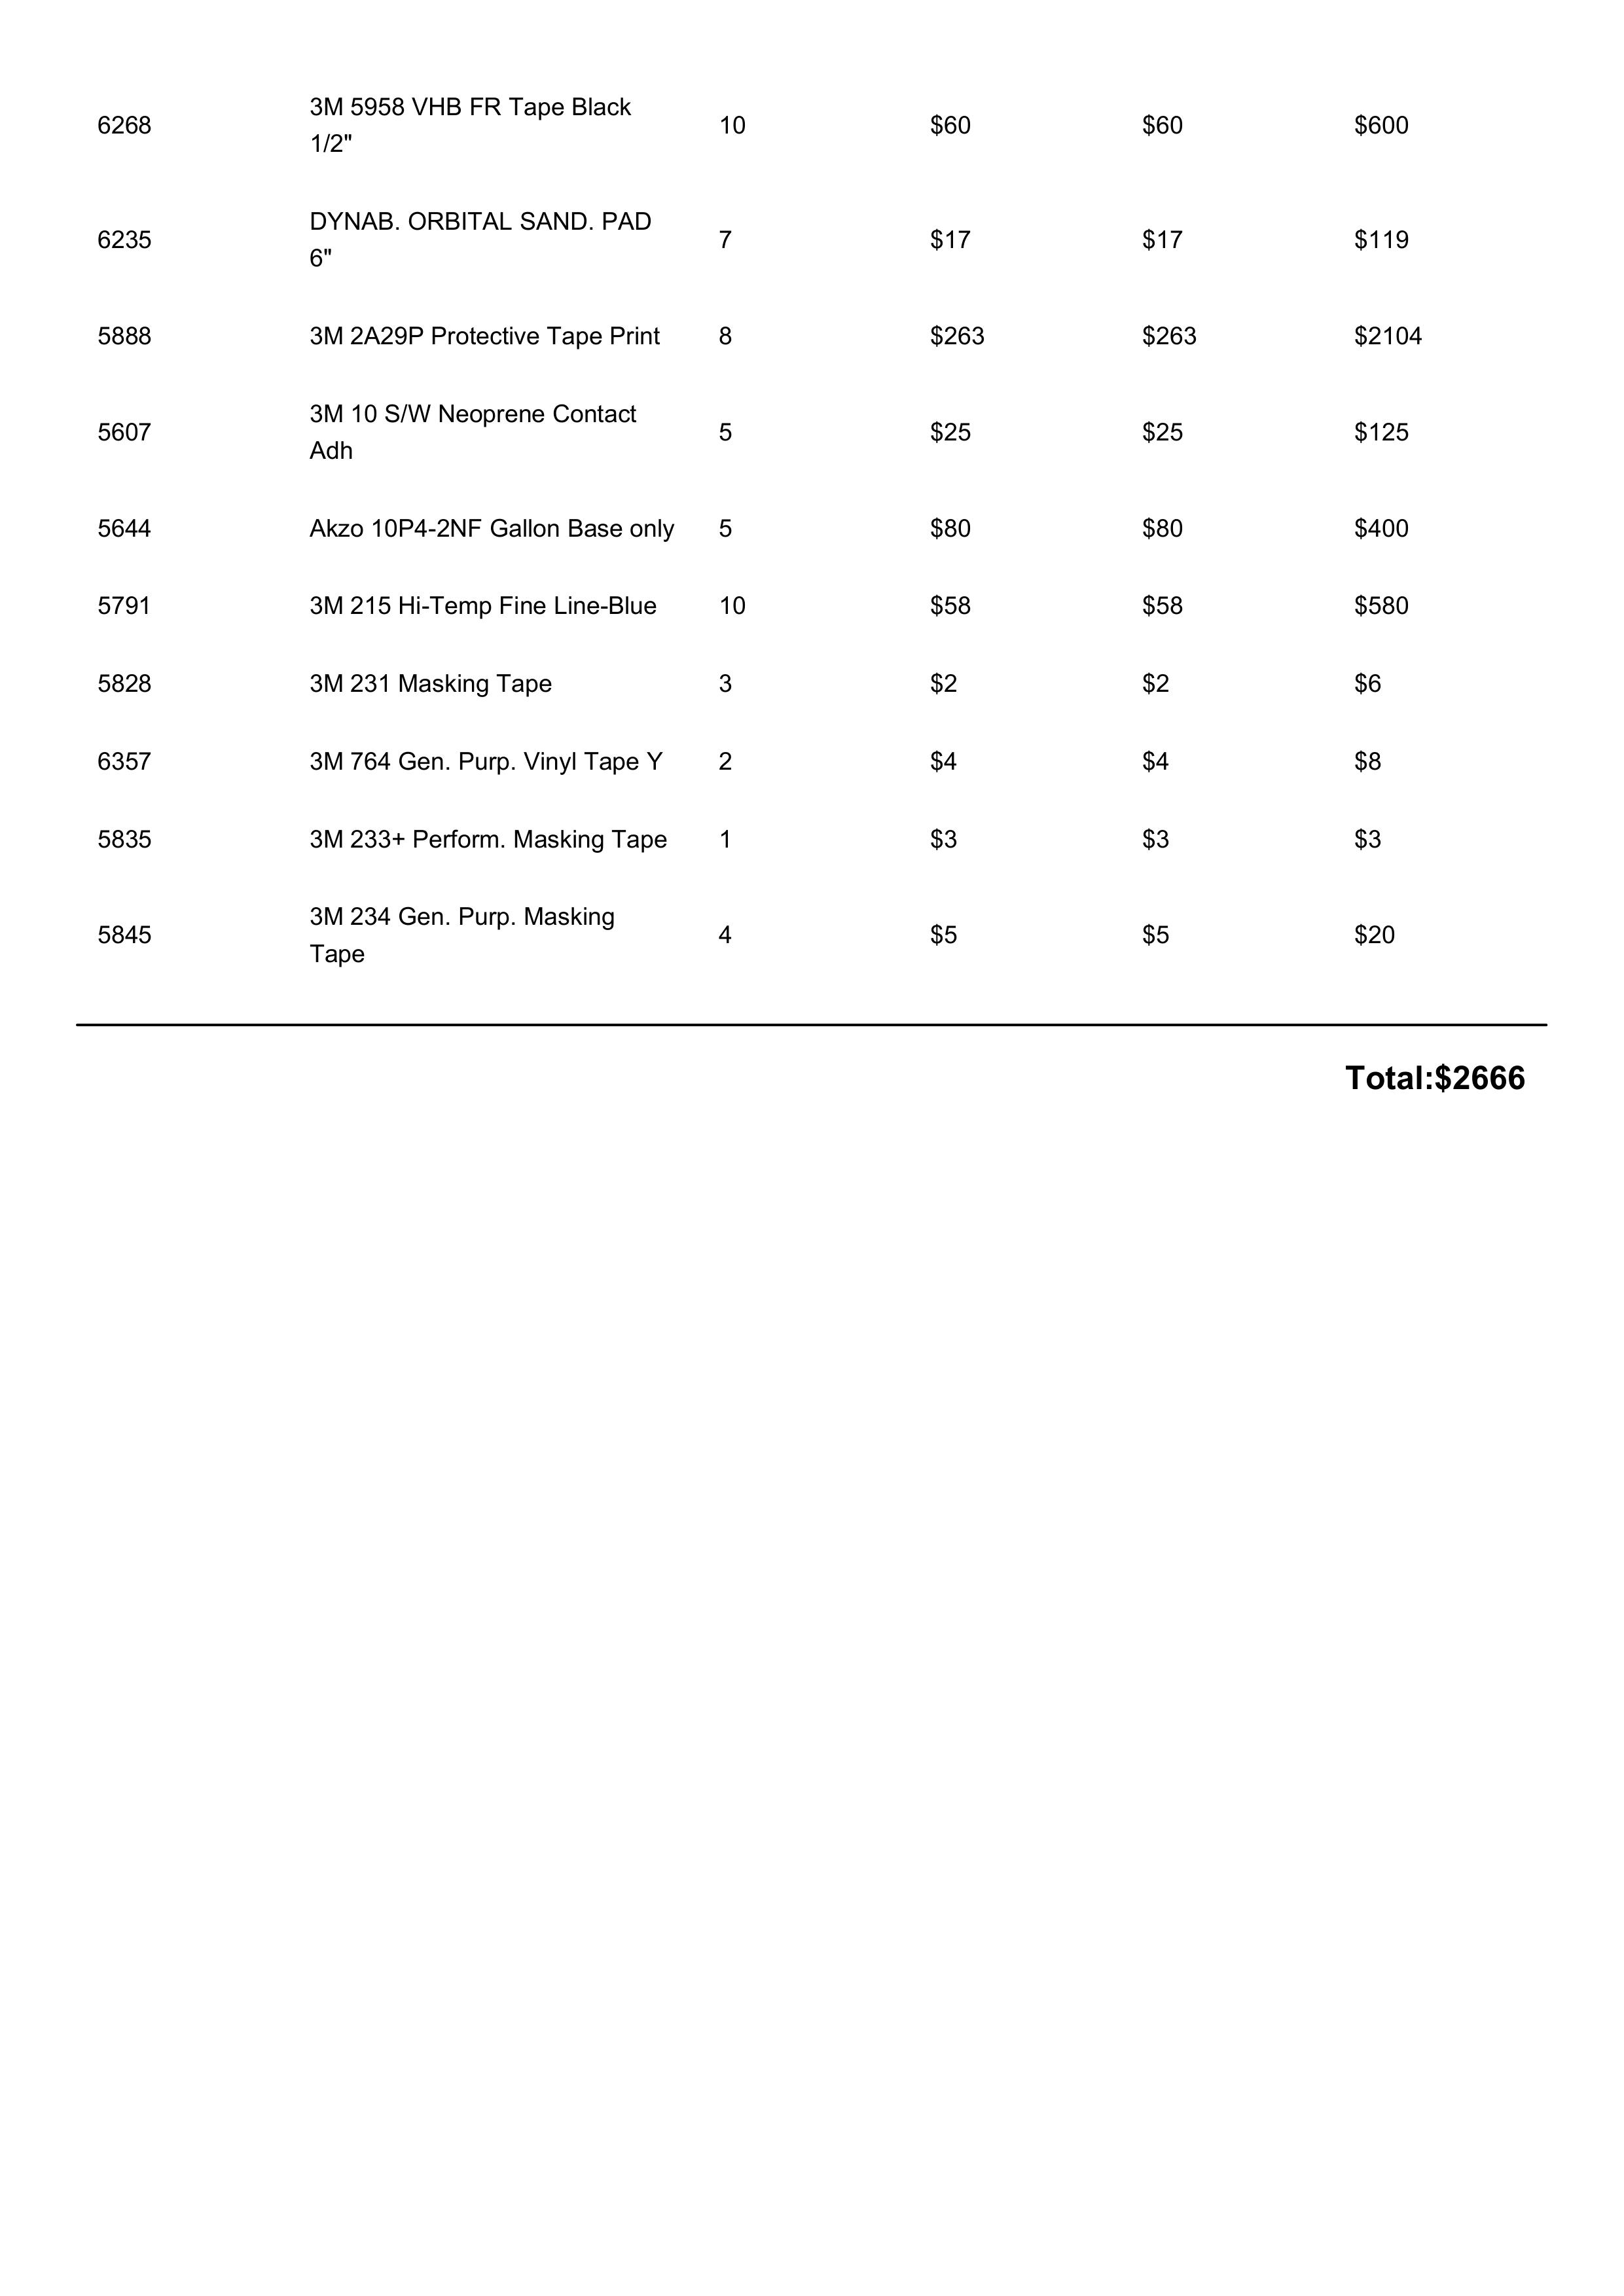 6268 3M 5958 VHB FR Tape Black 1/2" 10 $60 $60 $600
6235 DYNAB. ORBITAL SAND. PAD 6" 7 $17 $17 $119
5888 3M 2A29P Protective Tape Print 8 $263 $263 $2104
5607 3M 10 S/W Neoprene Contact Adh 5 $25 $25 $125
5644 Akzo 10P4-2NF Gallon Base only 5 $80 $80 $400
5791 3M 215 Hi-Temp Fine Line-Blue 10 $58 $58 $580
5828 3M 231 Masking Tape 3 $2 $2 $6
6357 3M 764 Gen. Purp. Vinyl Tape Y 2 $4 $4 $8
5835 3M 233+ Perform. Masking Tape 1 $3 $3 $3
5845 3M 234 Gen. Purp. Masking Tape 4 $5 $5 $20
Total:$2666